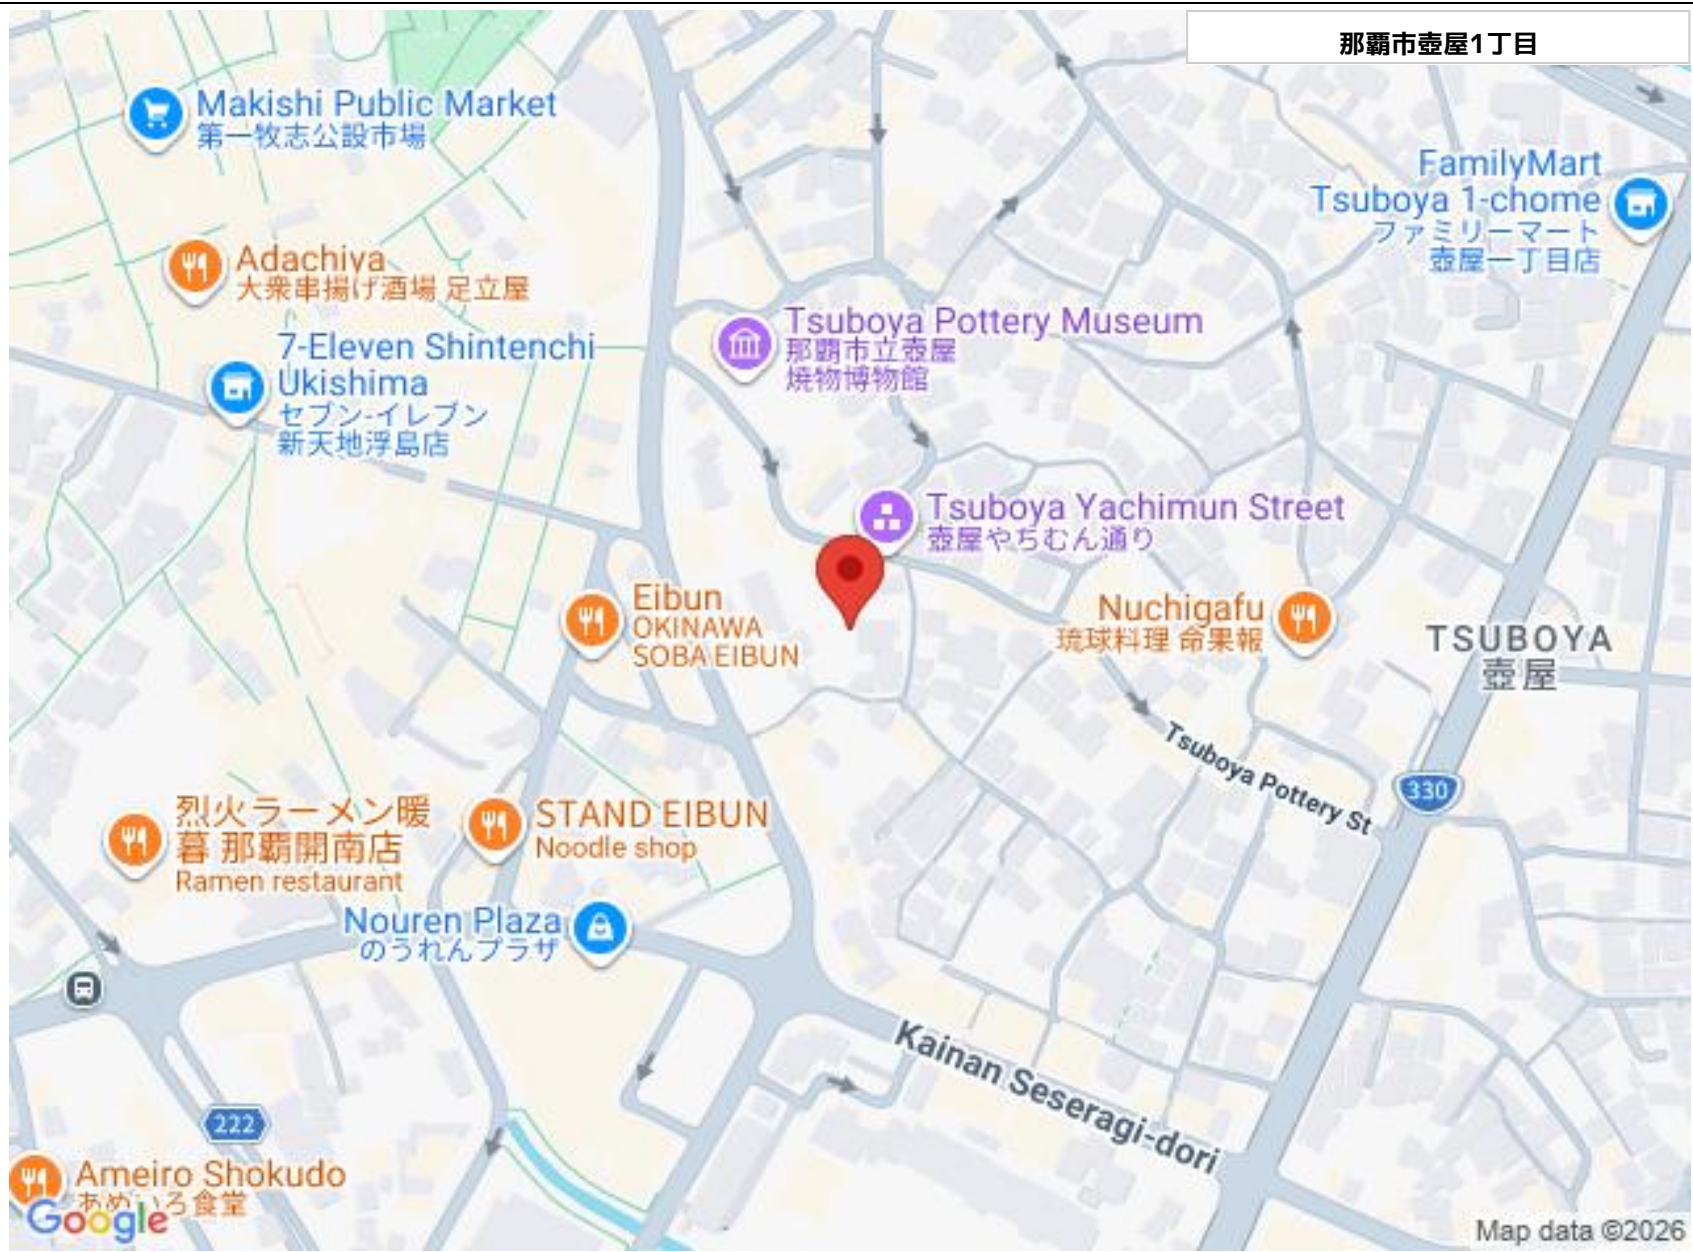 那覇市壺屋1丁目
Makishi Public Market
第一牧志公設市場
FamilyMart
Tsuboya 1-chome
ファミリーマート
壺屋一丁目店
Adachiya
大衆串揚げ酒場 足立屋
Tsuboya Pottery Museum
那覇市立壺屋
焼物博物館
7-Eleven Shintenchi
Ukishima
セブン-イレブン
新天地浮島店
Tsuboya Yachimun Street
壺屋やちむん通り
Eibun
OKINAWA
SOBA EIBUN
Nuchigafu
琉球料理 命果報
TSUBOYA
壺屋
Tsuboya Pottery St
330
烈火ラーメン暖
暮 那覇開南店
Ramen restaurant
STAND EIBUN
Noodle shop
Nouren Plaza
のうれんプラザ
Kainan Seseragi-dori
222
Ameiro Shokudo
あめいろ食堂
Google
Map data ©2026